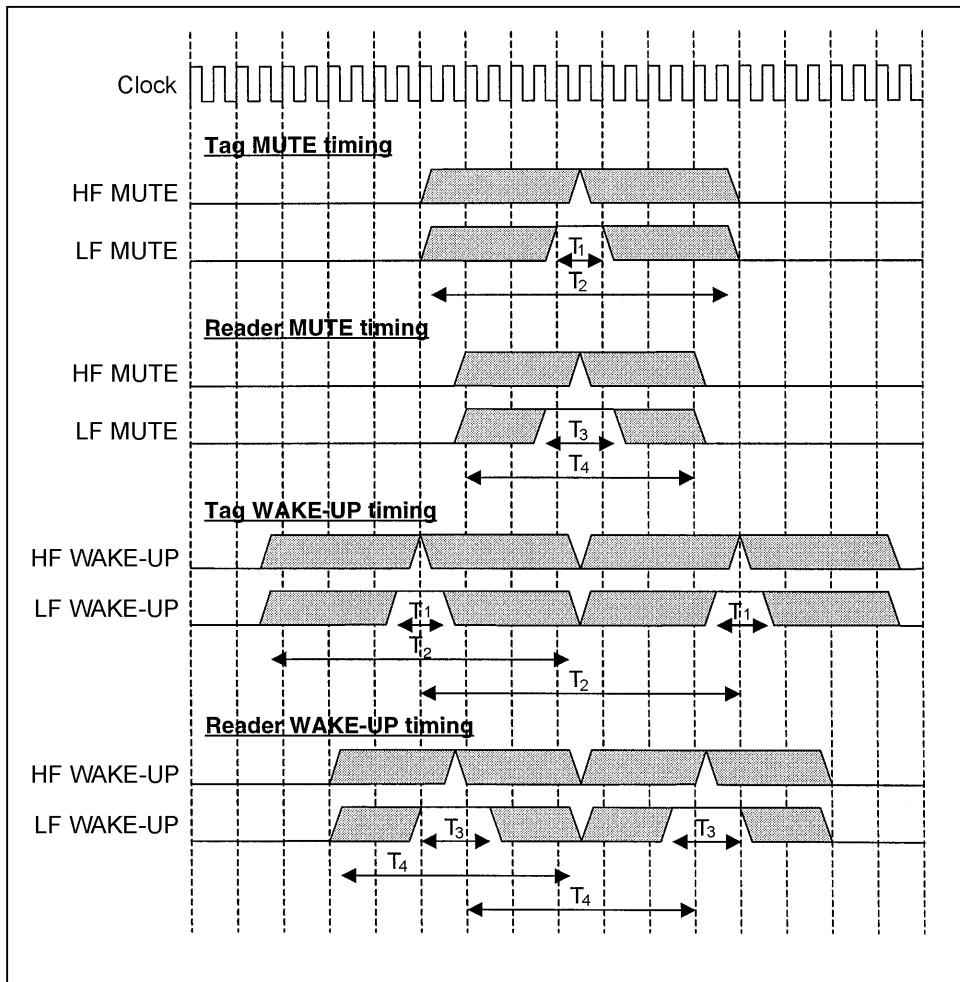 Clock
Tag MUTE timing
HF MUTE
LF MUTE
T1
T2
Reader MUTE timing
HF MUTE
LF MUTE
T3
T4
Tag WAKE-UP timing
HF WAKE-UP
LF WAKE-UP
T1
T1
T2
T2
Reader WAKE-UP timing
HF WAKE-UP
LF WAKE-UP
T3
T3
T4
T4